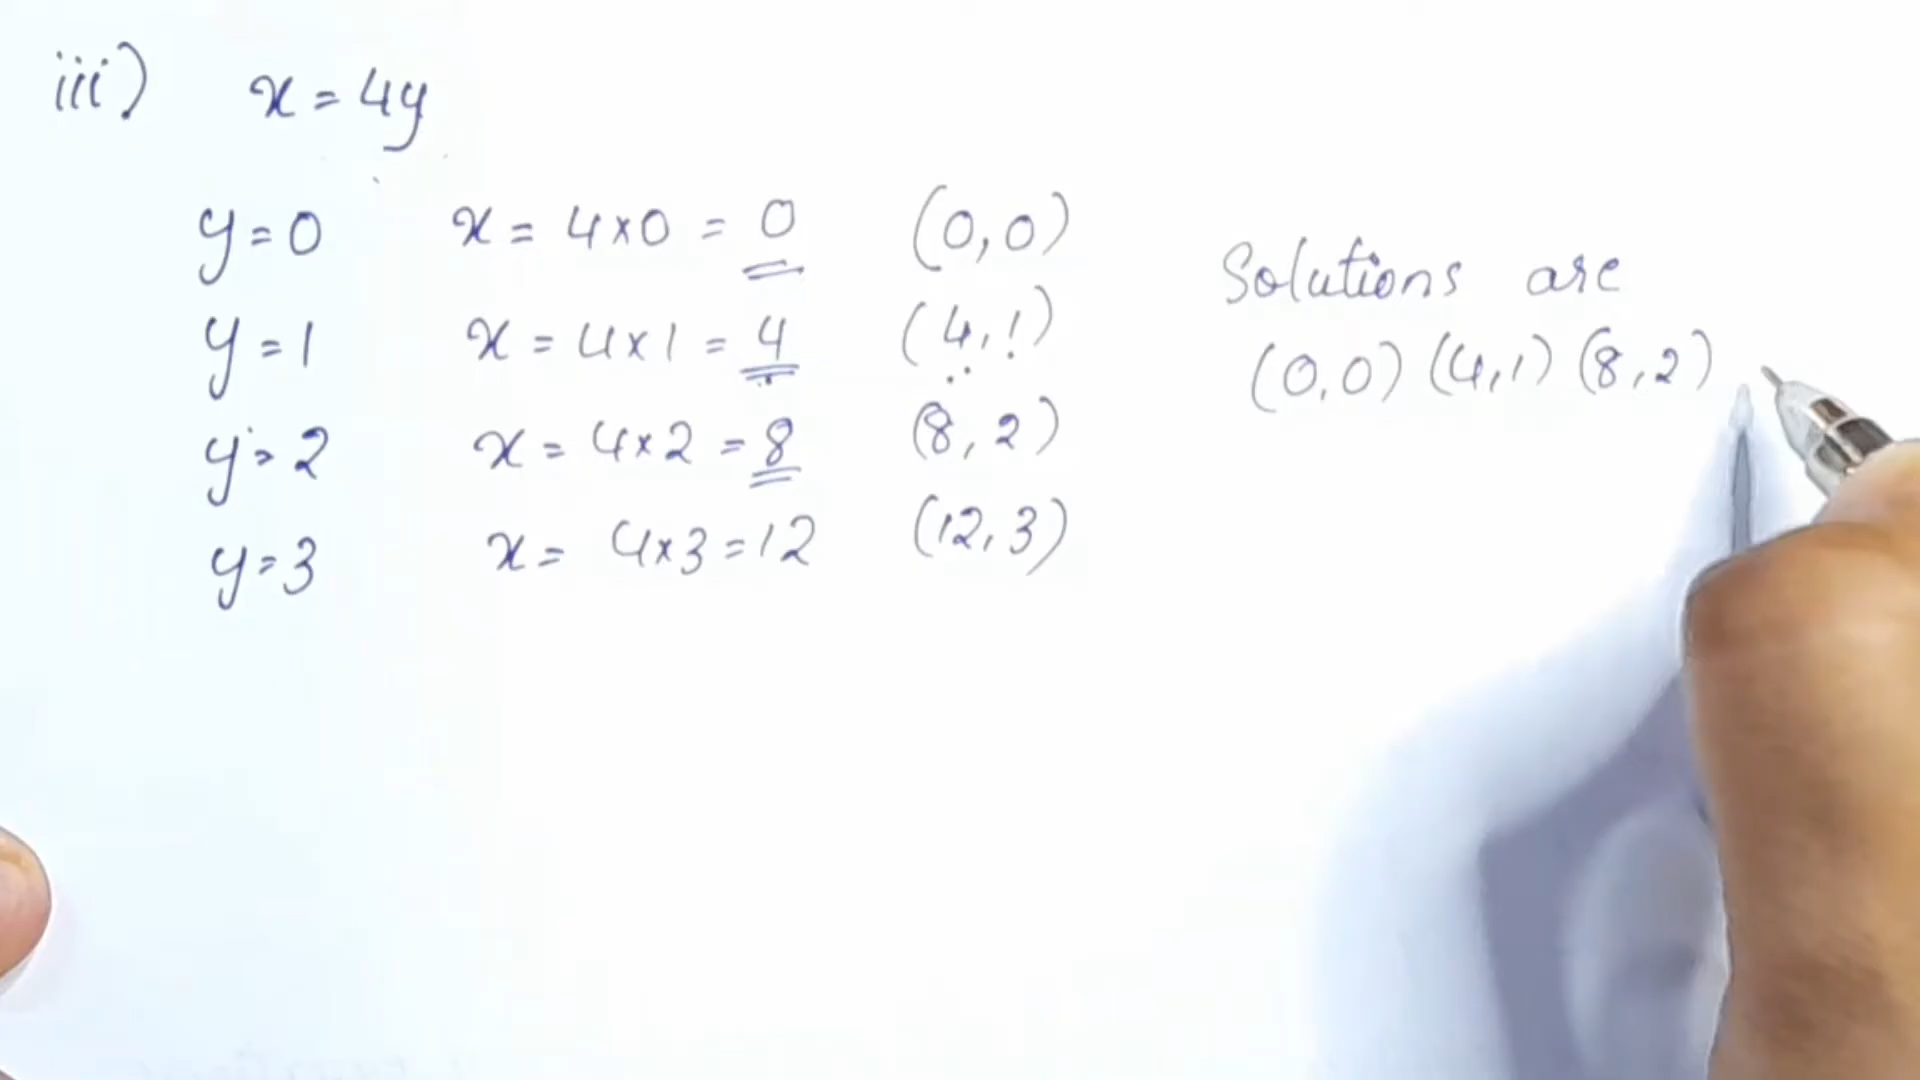 iii) x = 4y
y = 0 x = 4×0 = 0 (0,0)
y = 1 x = 4×1 = 4 (4,1)
y = 2 x = 4×2 = 8 (8,2)
y = 3 x = 4×3 = 12 (12,3)
Solutions are
(0,0) (4,1) (8,2)